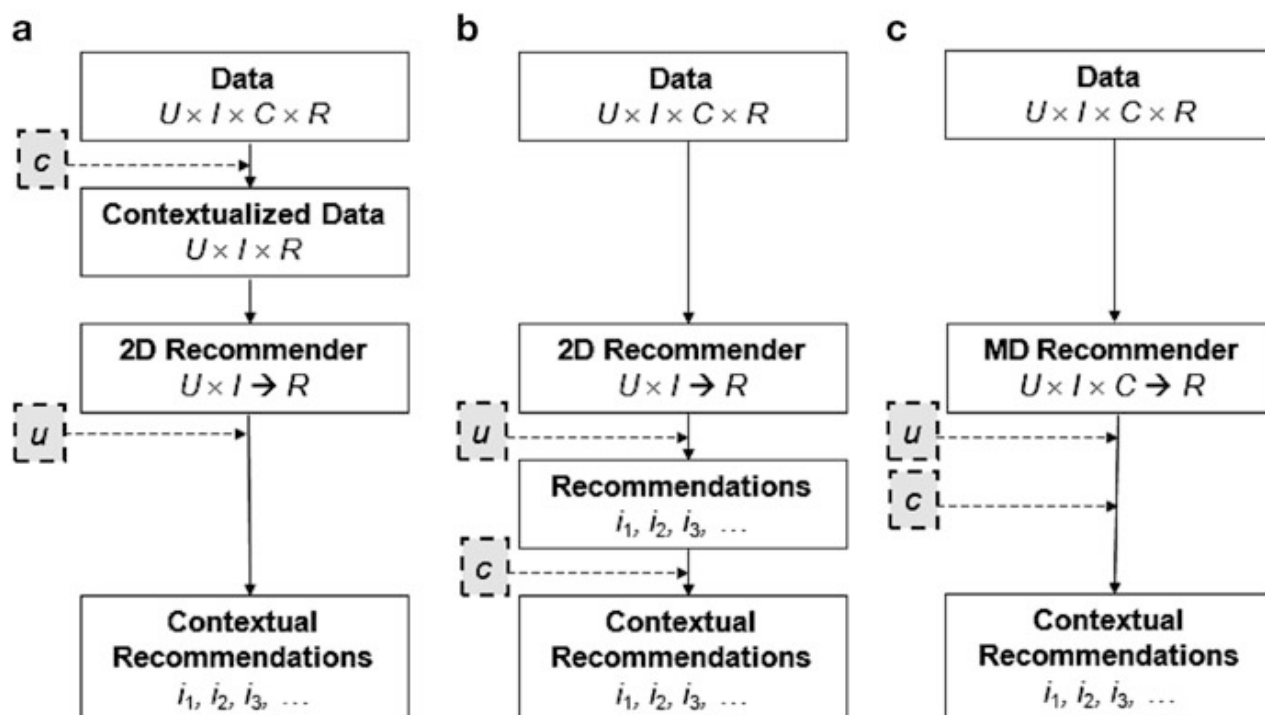 a
Data
U × I × C × R
c
Contextualized Data
U × I × R
2D Recommender
U × I → R
u
Contextual
Recommendations
i₁, i₂, i₃, ...
b
Data
U × I × C × R
2D Recommender
U × I → R
u
Recommendations
i₁, i₂, i₃, ...
c
Contextual
Recommendations
i₁, i₂, i₃, ...
c
Data
U × I × C × R
MD Recommender
U × I × C → R
u
c
Contextual
Recommendations
i₁, i₂, i₃, ...